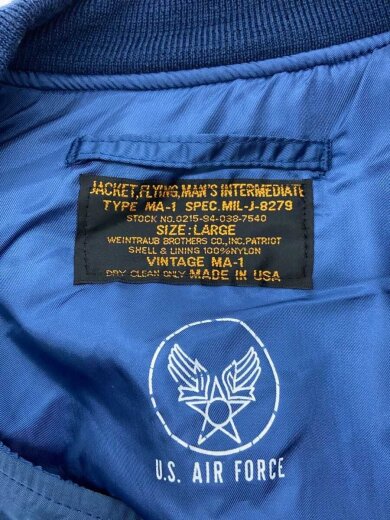 JACKET,FLYING,MAN'S INTERMEDIATE
TYPE MA-1 SPEC.MIL-J-8279
STOCK NO.0215-94-038-7540
SIZE:LARGE
WEINTRAUB BROTHERS CO.,INC.PATRIOT
SHELL & LINING 100%NYLON
VINTAGE MA-1
DRY CLEAN ONLY MADE IN USA
U.S. AIR FORCE